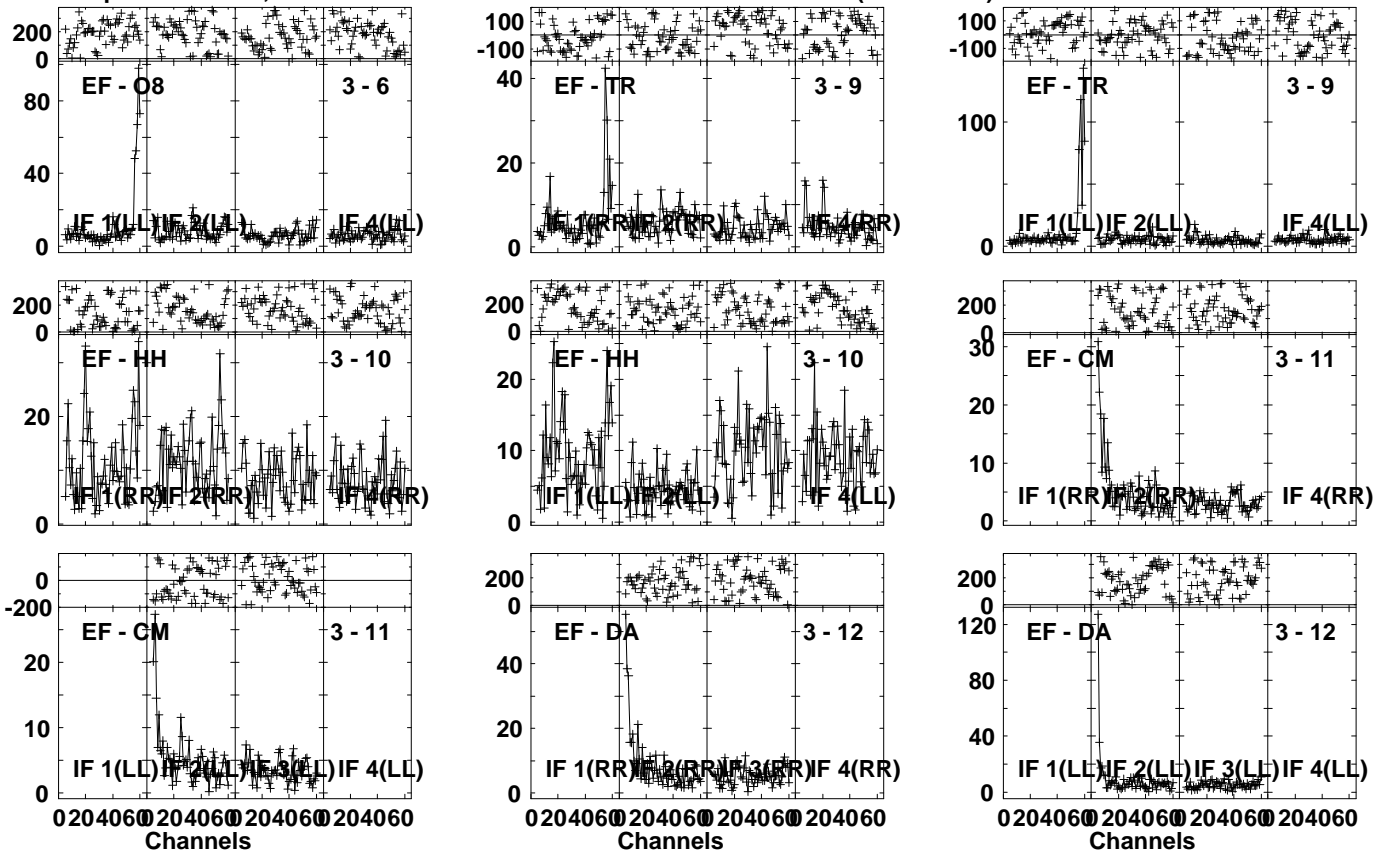 200
0
80
40
0
EF - O8
3 - 6
IF 1(LL)
IF 2(LL)
IF 4(LL)
100
-100
40
20
0
EF - TR
3 - 9
IF 1(RR)
IF 2(RR)
IF 4(RR)
100
-100
100
0
EF - TR
3 - 9
IF 1(LL)
IF 2(LL)
IF 4(LL)
200
0
20
0
EF - HH
3 - 10
IF 1(RR)
IF 2(RR)
IF 4(RR)
200
0
20
10
0
EF - HH
3 - 10
IF 1(LL)
IF 2(LL)
IF 4(LL)
200
0
30
20
10
0
EF - CM
3 - 11
IF 1(RR)
IF 2(RR)
IF 4(RR)
0
-200
20
10
0
EF - CM
3 - 11
IF 1(LL)
IF 2(LL)
IF 3(LL)
IF 4(LL)
0 20 40 60 0 20 40 60 0 20 40 60 0 20 40 60
Channels
200
0
40
20
0
EF - DA
3 - 12
IF 1(RR)
IF 2(RR)
IF 3(RR)
IF 4(RR)
0 20 40 60 0 20 40 60 0 20 40 60 0 20 40 60
Channels
200
0
120
80
40
0
EF - DA
3 - 12
IF 1(LL)
IF 2(LL)
IF 3(LL)
IF 4(LL)
0 20 40 60 0 20 40 60 0 20 40 60 0 20 40 60
Channels